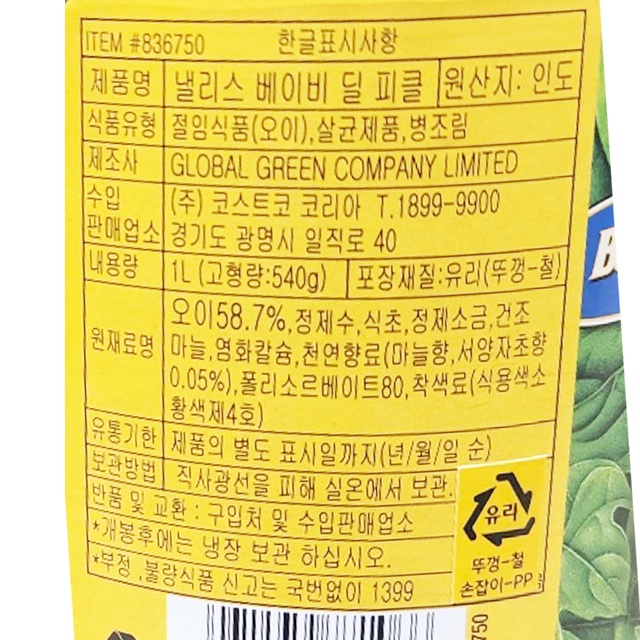 ITEM #836750 한글표시사항
제품명 낼리스 베이비 딜 피클 원산지: 인도
식품유형 절임식품(오이),살균제품,병조림
제조사 GLOBAL GREEN COMPANY LIMITED
수입 (주) 코스트코 코리아 T.1899-9900
판매업소 경기도 광명시 일직로 40
내용량 1L (고형량:540g) 포장재질:유리(뚜껑-철)
오이58.7%,정제수,식초,정제소금,건조
원재료명 마늘,염화칼슘,천연향료(마늘향,서양자초향
0.05%),폴리소르베이트80,착색료(식용색소
황색제4호)
유통기한 제품의 별도 표시일까지(년/월/일 순)
보관방법 직사광선을 피해 실온에서 보관.
반품 및 교환 : 구입처 및 수입판매업소
*개봉후에는 냉장 보관 하십시오.
*부정 ,불량식품 신고는 국번없이 1399
유리
뚜껑-철
손잡이-PP
750